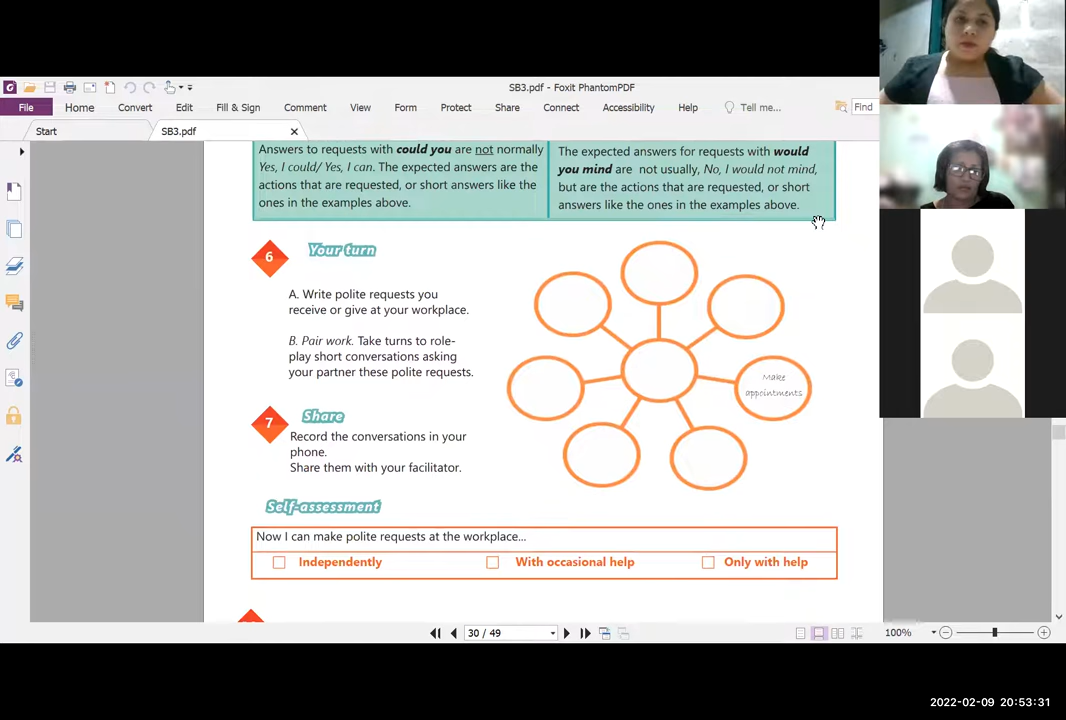 SB3.pdf - Foxit PhantomPDF
File Home Convert Edit Fill & Sign Comment View Form Protect Share Connect Accessibility Help Tell me... Find
Start SB3.pdf
Answers to requests with could you are not normally
Yes, I could/ Yes, I can. The expected answers are the
actions that are requested, or short answers like the
ones in the examples above.
The expected answers for requests with would
you mind are not usually, No, I would not mind,
but are the actions that are requested, or short
answers like the ones in the examples above.
6 Your turn
A. Write polite requests you
receive or give at your workplace.
B. Pair work. Take turns to role-
play short conversations asking
your partner these polite requests.
Make
appointments
7 Share
Record the conversations in your
phone.
Share them with your facilitator.
Self-assessment
Now I can make polite requests at the workplace...
Independently With occasional help Only with help
30 / 49 100%
2022-02-09 20:53:31